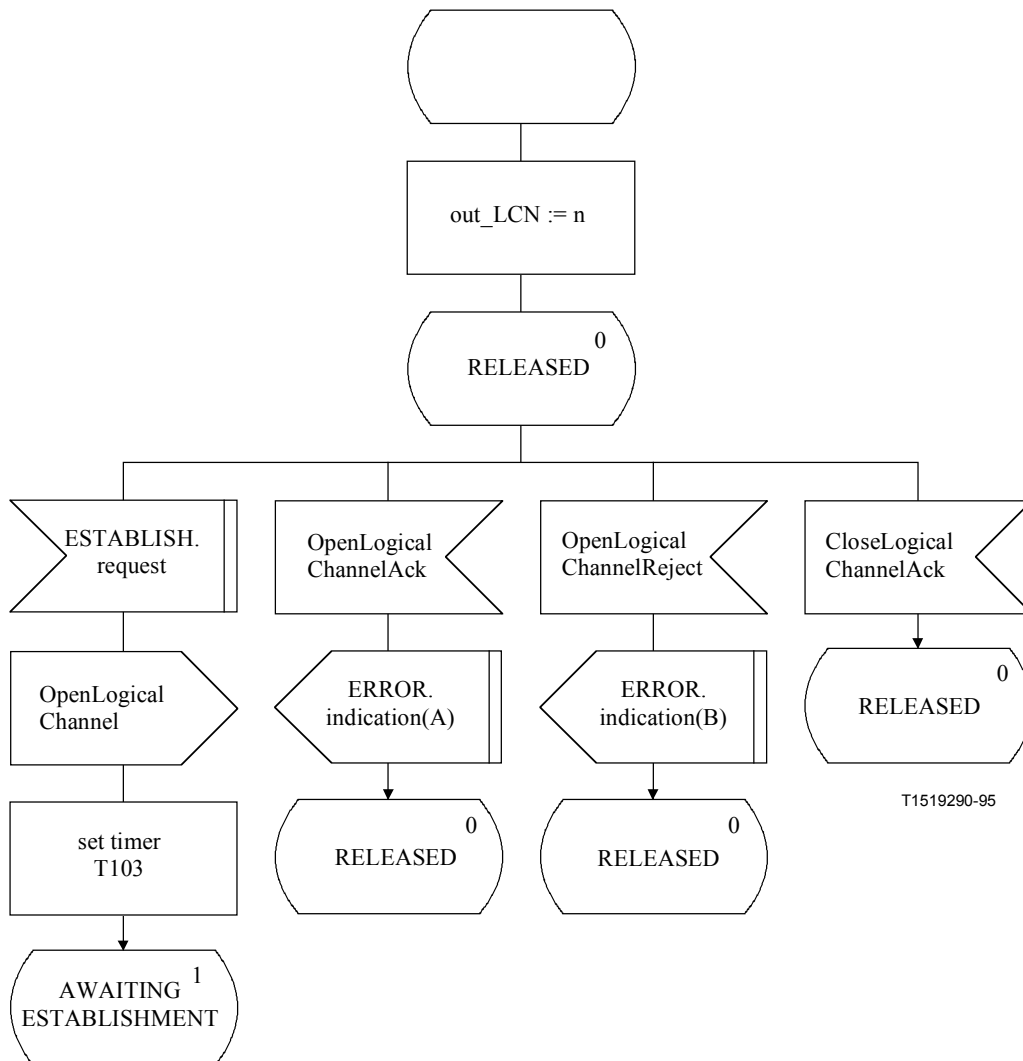 out_LCN := n
0
RELEASED
ESTABLISH.
request
OpenLogical
ChannelAck
OpenLogical
ChannelReject
CloseLogical
ChannelAck
OpenLogical
Channel
ERROR.
indication(A)
ERROR.
indication(B)
0
RELEASED
set timer
T103
0
RELEASED
0
RELEASED
T1519290-95
1
AWAITING
ESTABLISHMENT